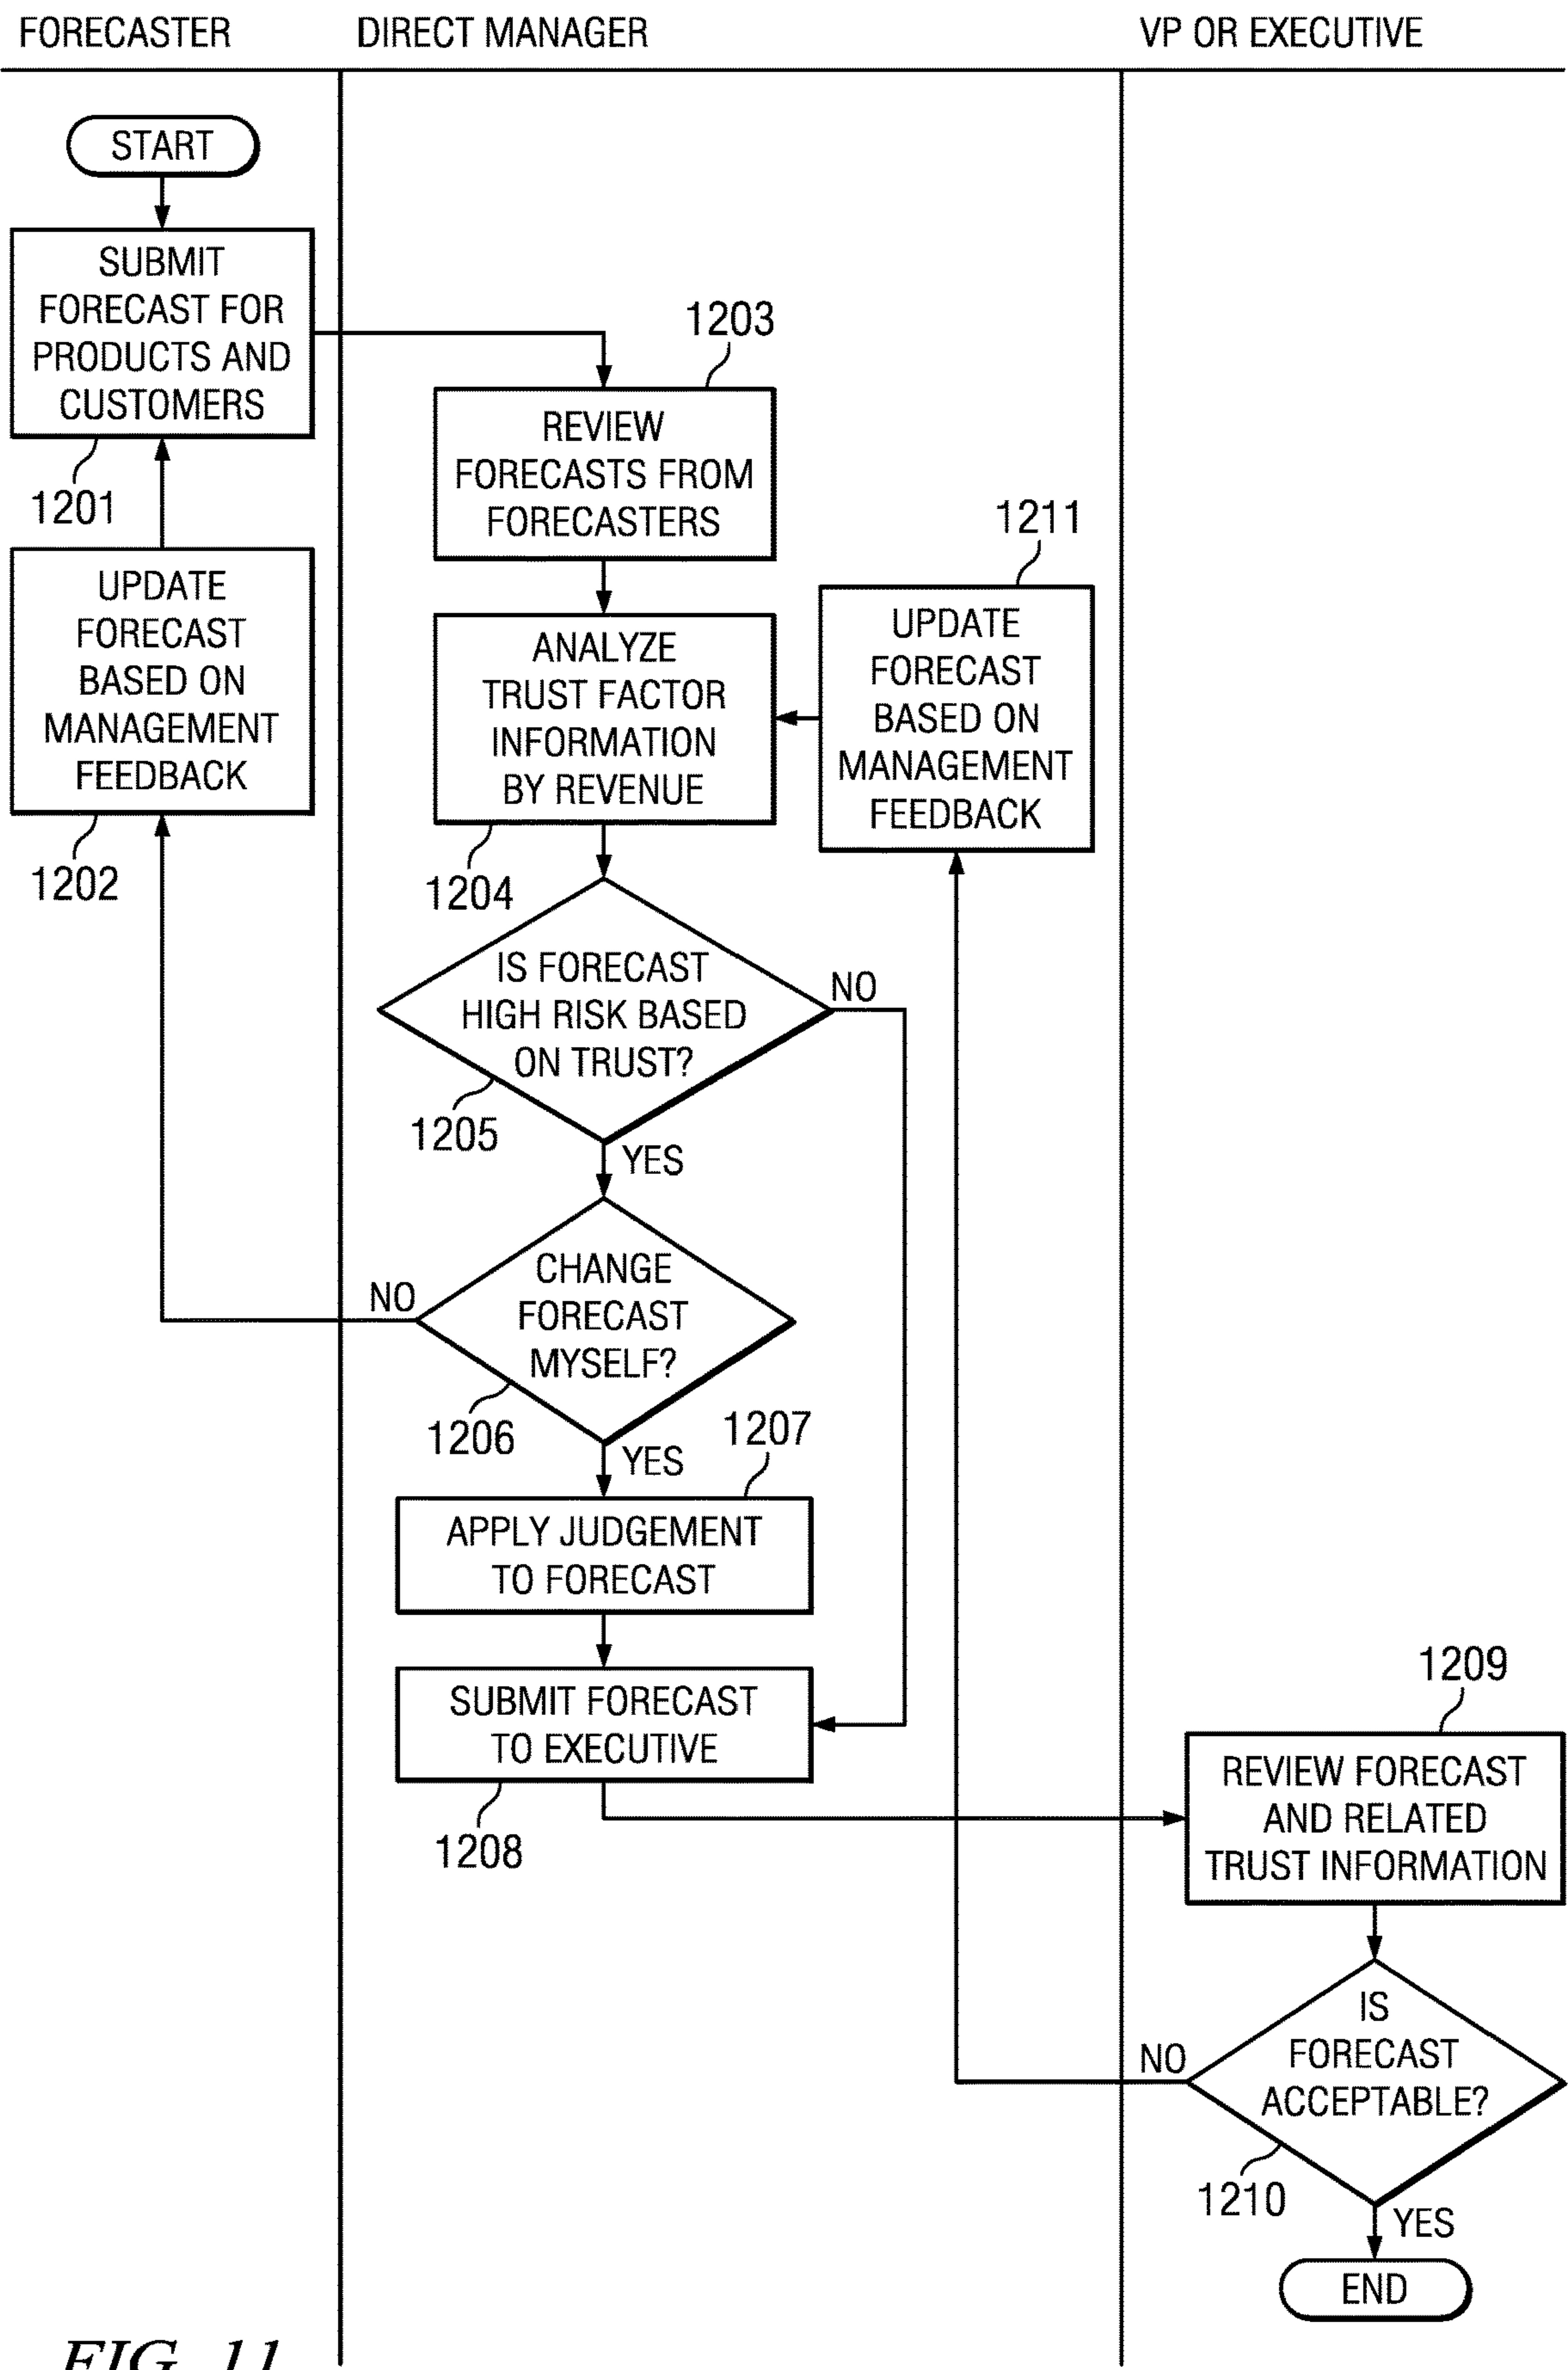 FORECASTER
DIRECT MANAGER
VP OR EXECUTIVE
START
SUBMIT
FORECAST FOR
PRODUCTS AND
CUSTOMERS
1201
UPDATE
FORECAST
BASED ON
MANAGEMENT
FEEDBACK
1202
1203
REVIEW
FORECASTS FROM
FORECASTERS
ANALYZE
TRUST FACTOR
INFORMATION
BY REVENUE
1204
1211
UPDATE
FORECAST
BASED ON
MANAGEMENT
FEEDBACK
IS FORECAST
HIGH RISK BASED
ON TRUST?
NO
1205
YES
CHANGE
FORECAST
MYSELF?
NO
1206
YES
1207
APPLY JUDGEMENT
TO FORECAST
SUBMIT FORECAST
TO EXECUTIVE
1208
1209
REVIEW FORECAST
AND RELATED
TRUST INFORMATION
IS
FORECAST
ACCEPTABLE?
NO
1210
YES
END
FIG. 11